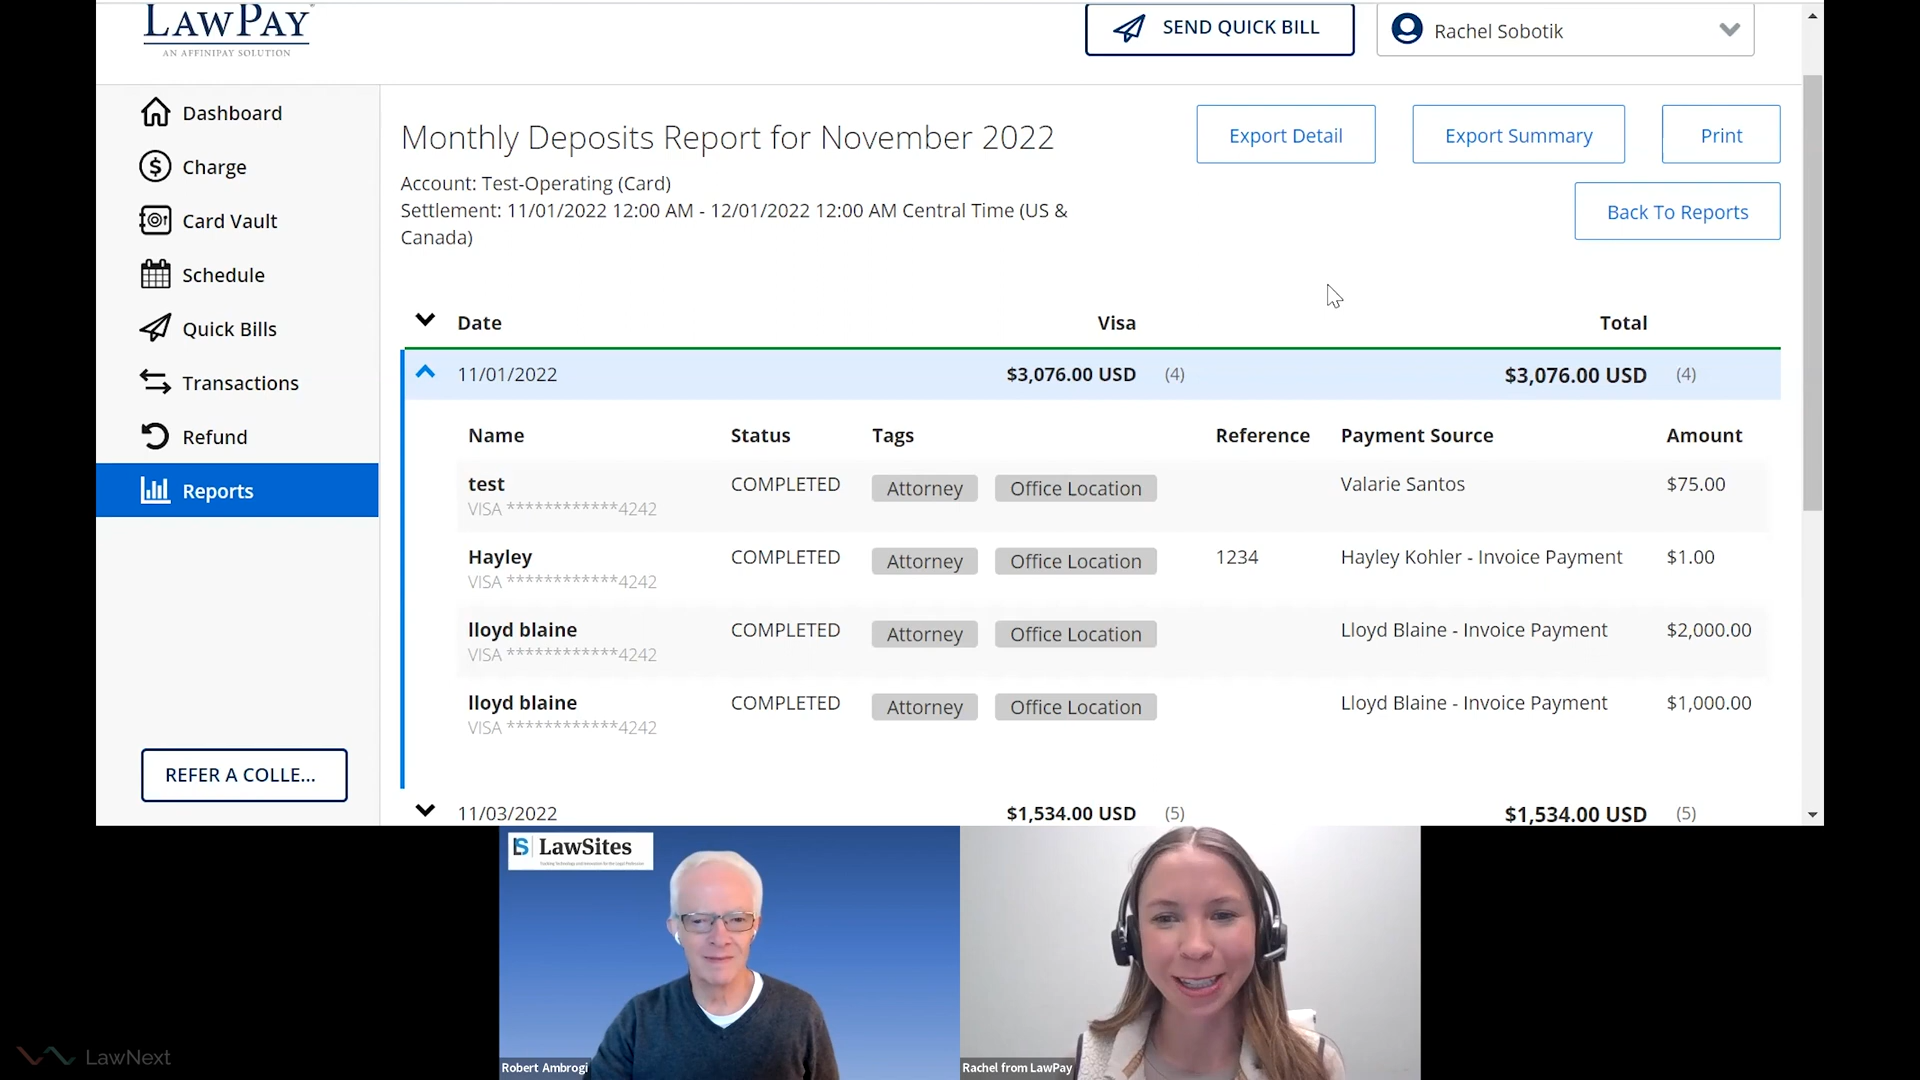 LAWPAY
AN AFFINIPAY SOLUTION
SEND QUICK BILL
Rachel Sobotik
Dashboard
Charge
Card Vault
Schedule
Quick Bills
Transactions
Refund
Reports
REFER A COLLE...
Monthly Deposits Report for November 2022
Export Detail
Export Summary
Print
Account: Test-Operating (Card)
Settlement: 11/01/2022 12:00 AM - 12/01/2022 12:00 AM Central Time (US &
Canada)
Back To Reports
Date Visa Total
11/01/2022 $3,076.00 USD (4) $3,076.00 USD (4)
Name Status Tags Reference Payment Source Amount
test COMPLETED Attorney Office Location Valarie Santos $75.00
VISA ************4242
Hayley COMPLETED Attorney Office Location 1234 Hayley Kohler - Invoice Payment $1.00
VISA ************4242
lloyd blaine COMPLETED Attorney Office Location Lloyd Blaine - Invoice Payment $2,000.00
VISA ************4242
lloyd blaine COMPLETED Attorney Office Location Lloyd Blaine - Invoice Payment $1,000.00
VISA ************4242
11/03/2022 $1,534.00 USD (5) $1,534.00 USD (5)
LS LawSites
Robert Ambrogi
Rachel from LawPay
LawNext